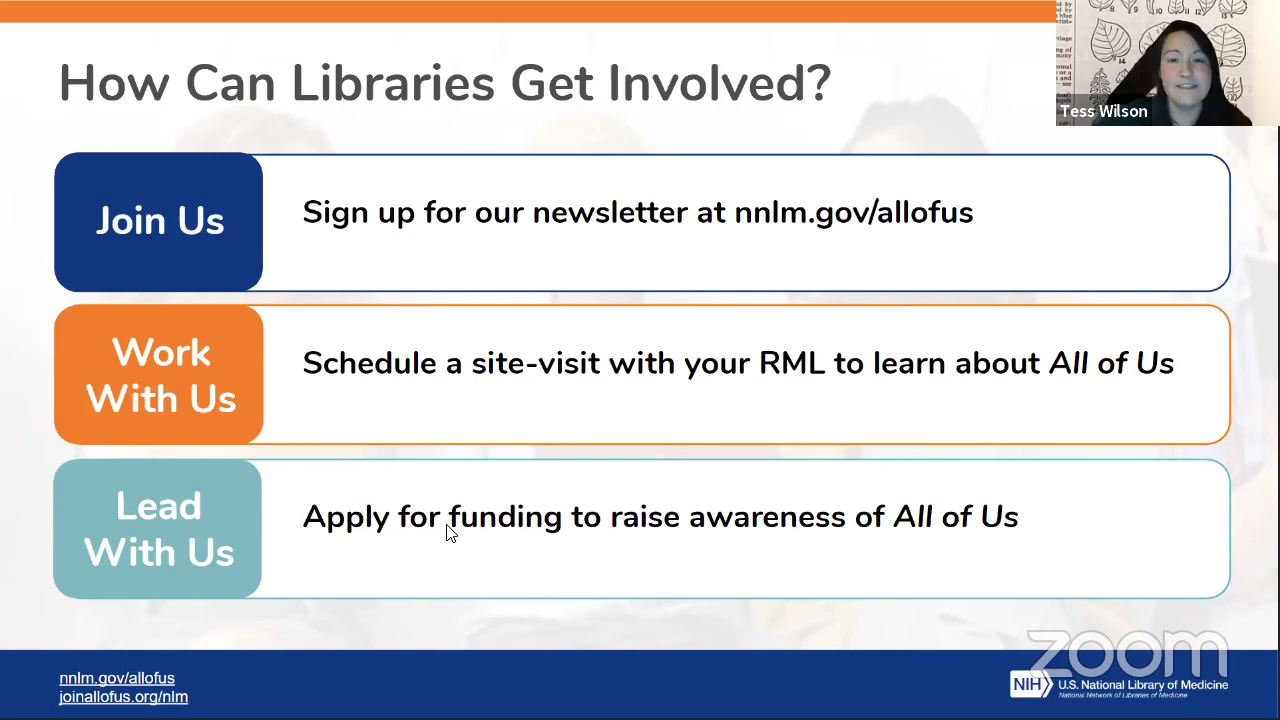 How Can Libraries Get Involved?
Tess Wilson
Join Us
Sign up for our newsletter at nnlm.gov/allofus
Work
With Us
Schedule a site-visit with your RML to learn about All of Us
Lead
With Us
Apply for funding to raise awareness of All of Us
zoom
nnlm.gov/allofus
joinallofus.org/nlm
NIH U.S. National Library of Medicine
National Network of Libraries of Medicine